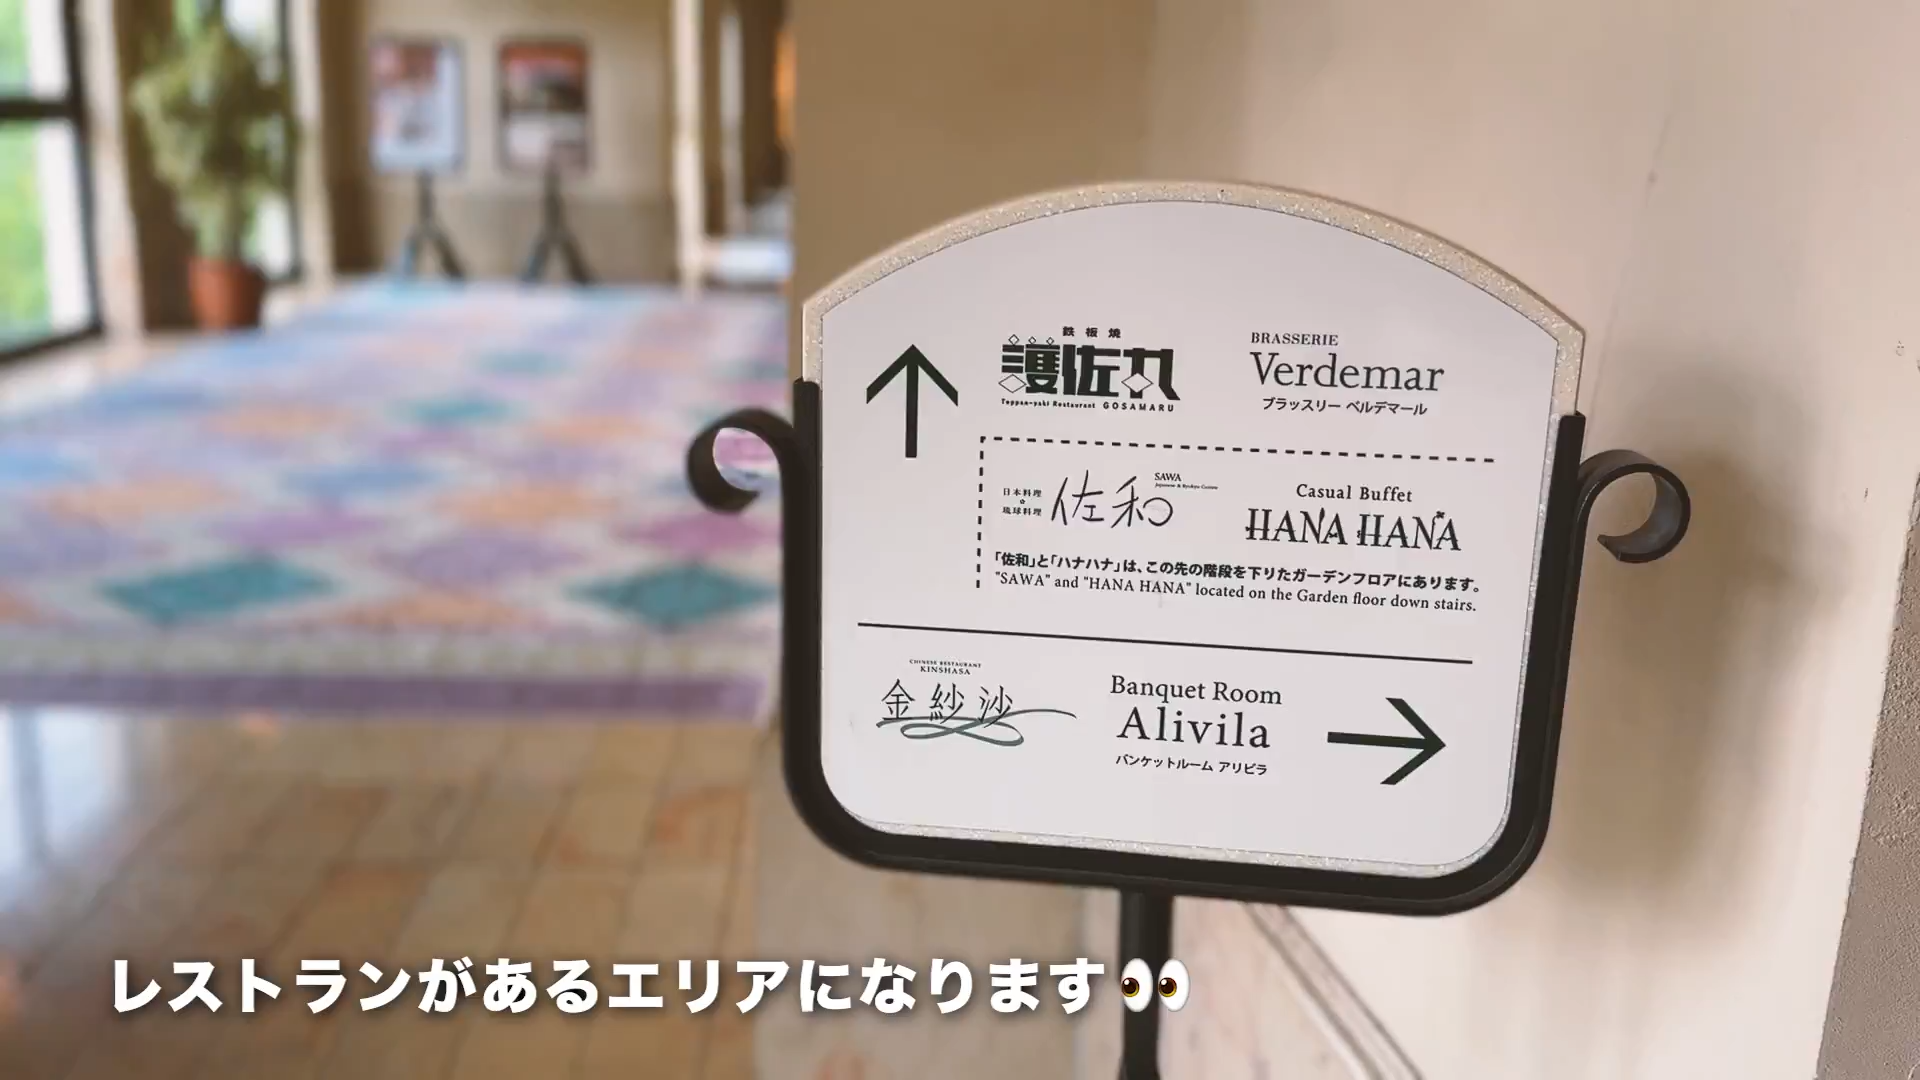 鉄板焼
護佐丸
Teppan-yaki Restaurant GOSAMARU
BRASSERIE
Verdemar
ブラッスリー ベルデマール
日本料理
琉球料理
佐和
SAWA
Japanese & Ryukyu Cuisine
Casual Buffet
HANA HANA
「佐和」と「ハナハナ」は、この先の階段を下りたガーデンフロアにあります。
"SAWA" and "HANA HANA" located on the Garden floor down stairs.
CHINESE RESTAURANT
KINSHASA
金紗沙
Banquet Room
Alivila
バンケットルーム アリビラ
レストランがあるエリアになります👀